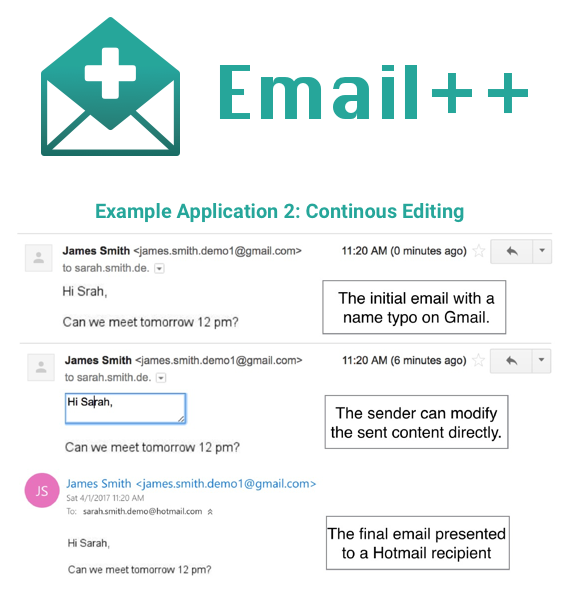 Email++
Example Application 2: Continous Editing
James Smith <james.smith.demo1@gmail.com> 11:20 AM (0 minutes ago)
to sarah.smith.de.
Hi Srah,
Can we meet tomorrow 12 pm?
The initial email with a
name typo on Gmail.
James Smith <james.smith.demo1@gmail.com> 11:20 AM (6 minutes ago)
to sarah.smith.de.
Hi Sarah,
Can we meet tomorrow 12 pm?
The sender can modify
the sent content directly.
JS
James Smith <james.smith.demo1@gmail.com>
Sat 4/1/2017 11:20 AM
To: sarah.smith.demo@hotmail.com
Hi Sarah,
Can we meet tomorrow 12 pm?
The final email presented
to a Hotmail recipient